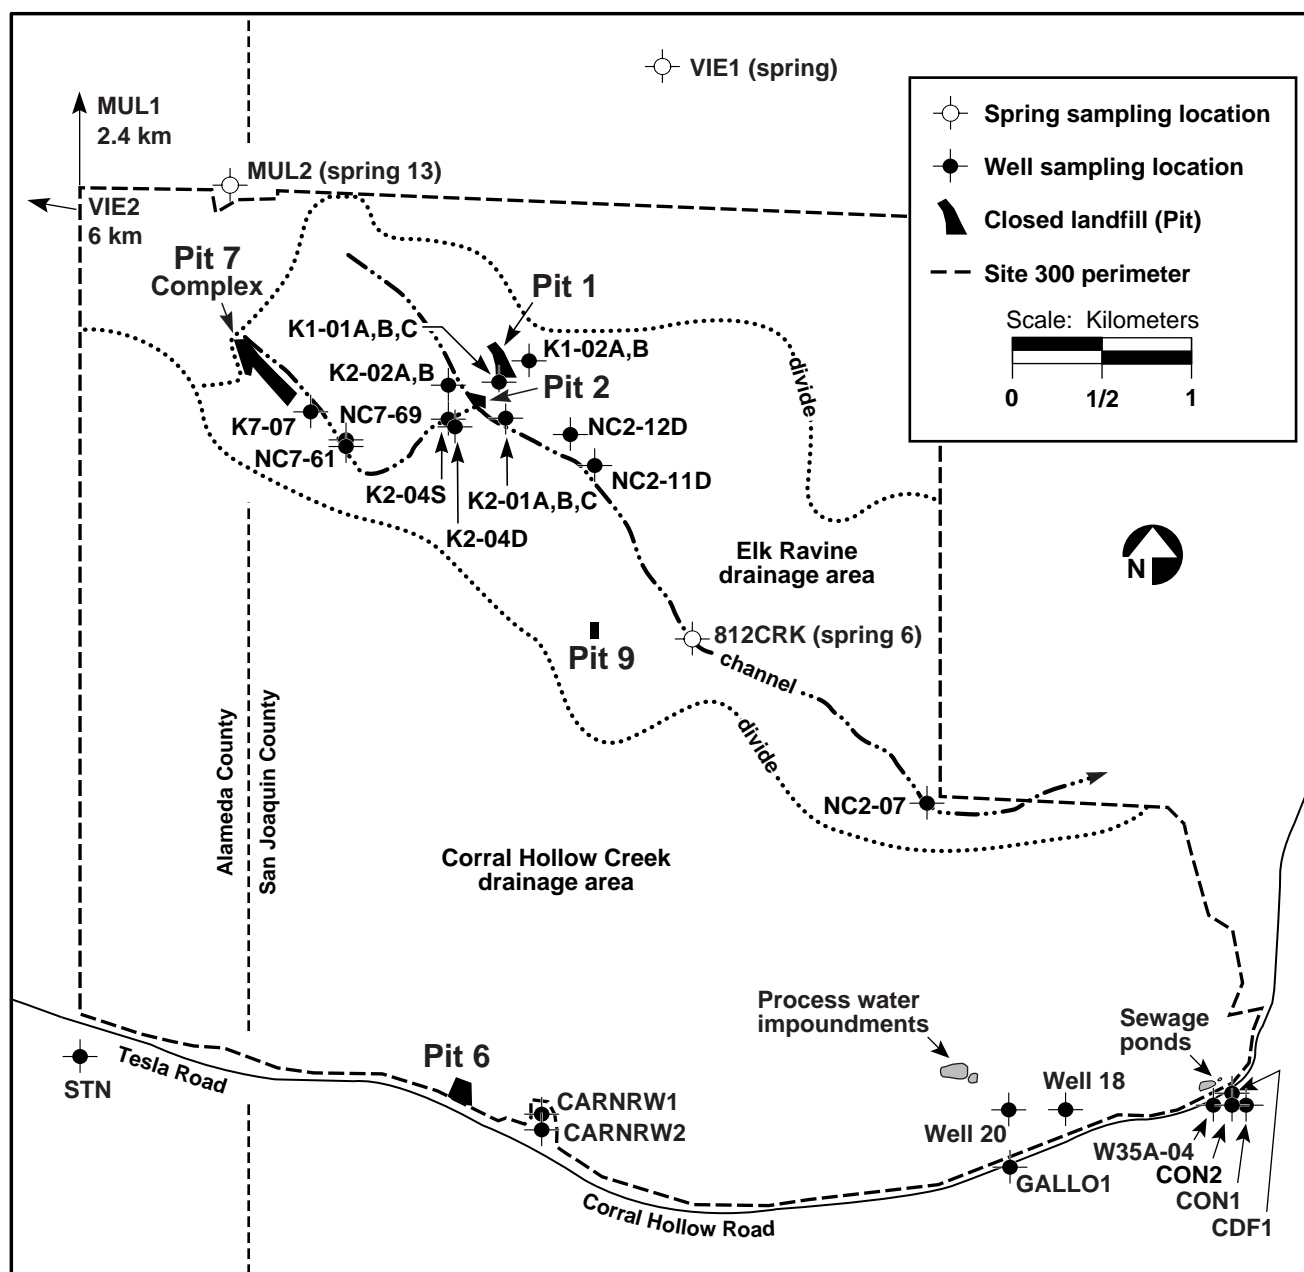 VIE1 (spring)
MUL1
2.4 km
MUL2 (spring 13)
VIE2
6 km
Spring sampling location
Well sampling location
Closed landfill (Pit)
Site 300 perimeter
Scale: Kilometers
0 1/2 1
Pit 7
Complex
Pit 1
K1-01A,B,C
K1-02A,B
K2-02A,B
Pit 2
divide
K7-07
NC7-69
NC2-12D
NC7-61
NC2-11D
K2-04S
K2-01A,B,C
K2-04D
Elk Ravine
drainage area
N
812CRK (spring 6)
Pit 9
channel
divide
Alameda County
San Joaquin County
NC2-07
Corral Hollow Creek
drainage area
Process water
impoundments
Sewage
ponds
Pit 6
Tesla Road
STN
CARNRW1
CARNRW2
Well 18
Well 20
W35A-04
GALLO1
CON2
CON1
CDF1
Corral Hollow Road